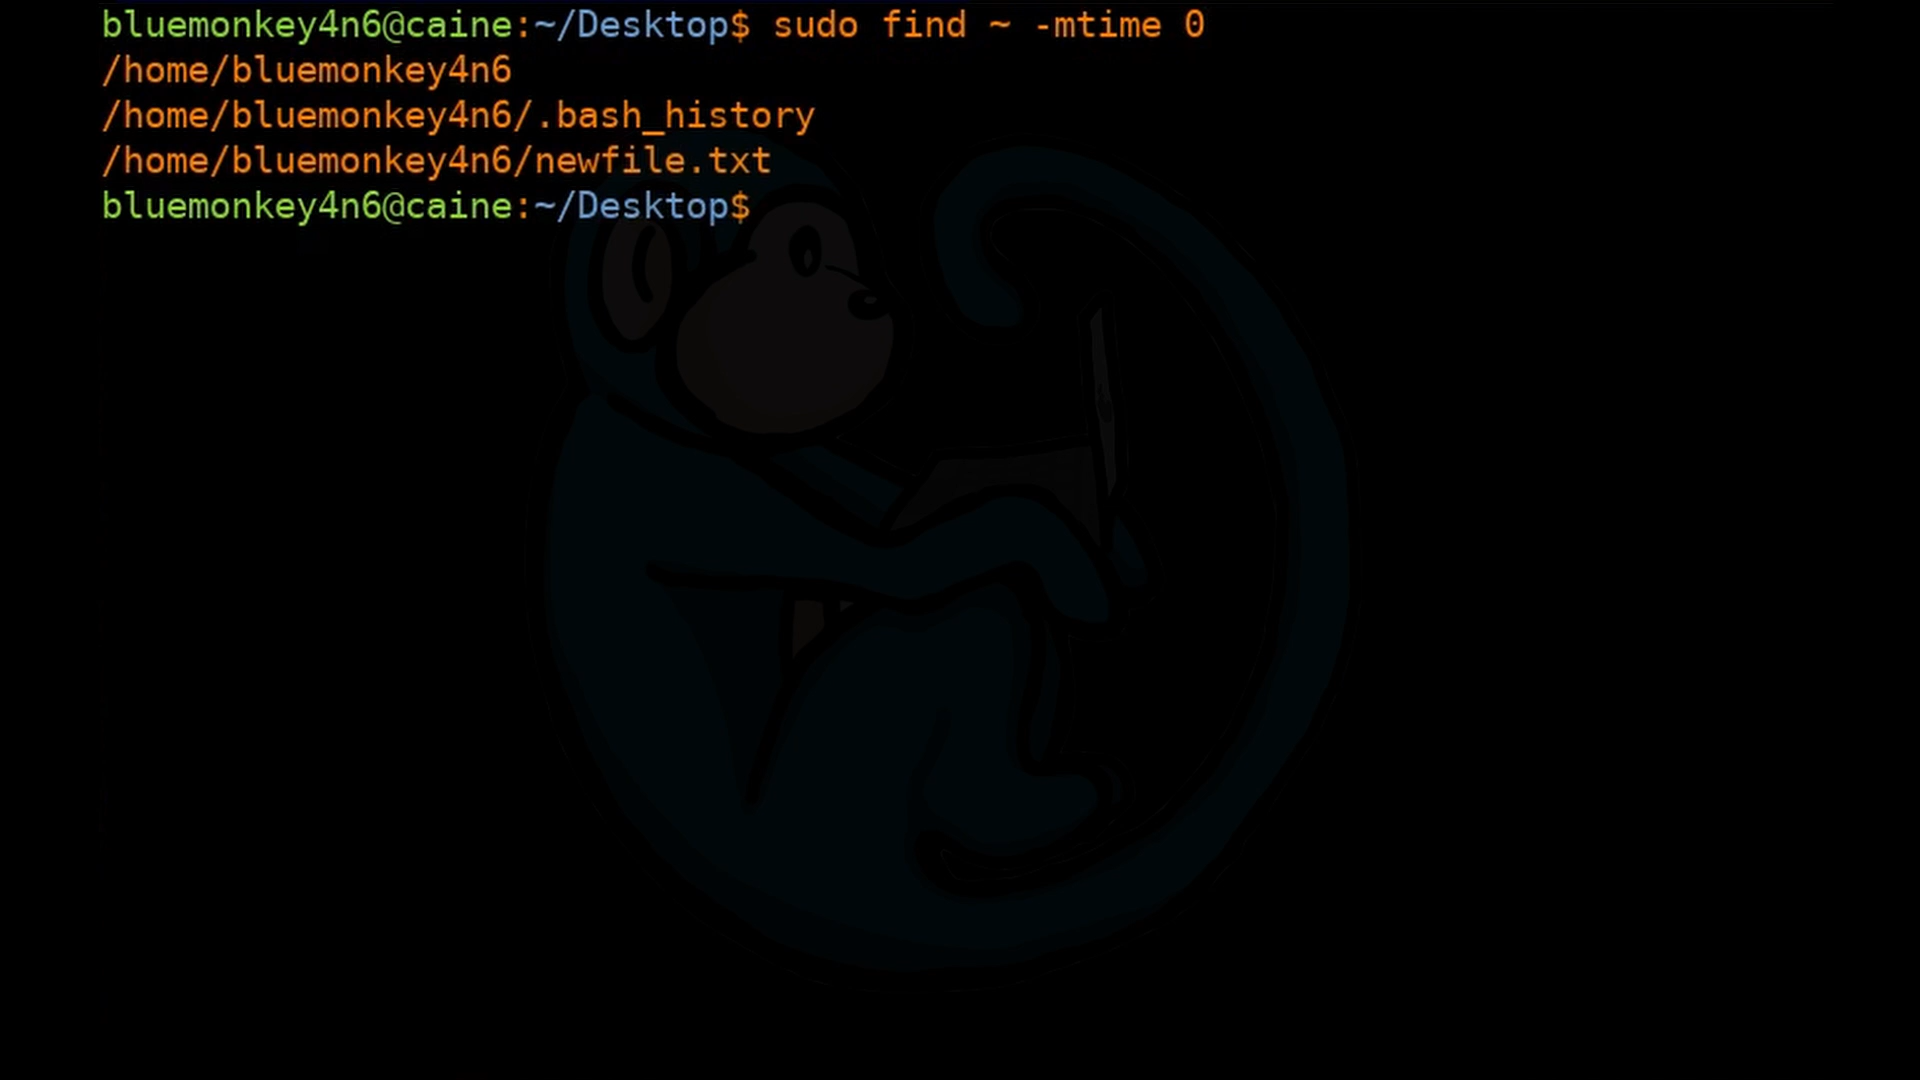 bluemonkey4n6@caine:~/Desktop$ sudo find ~ -mtime 0
/home/bluemonkey4n6
/home/bluemonkey4n6/.bash_history
/home/bluemonkey4n6/newfile.txt
bluemonkey4n6@caine:~/Desktop$